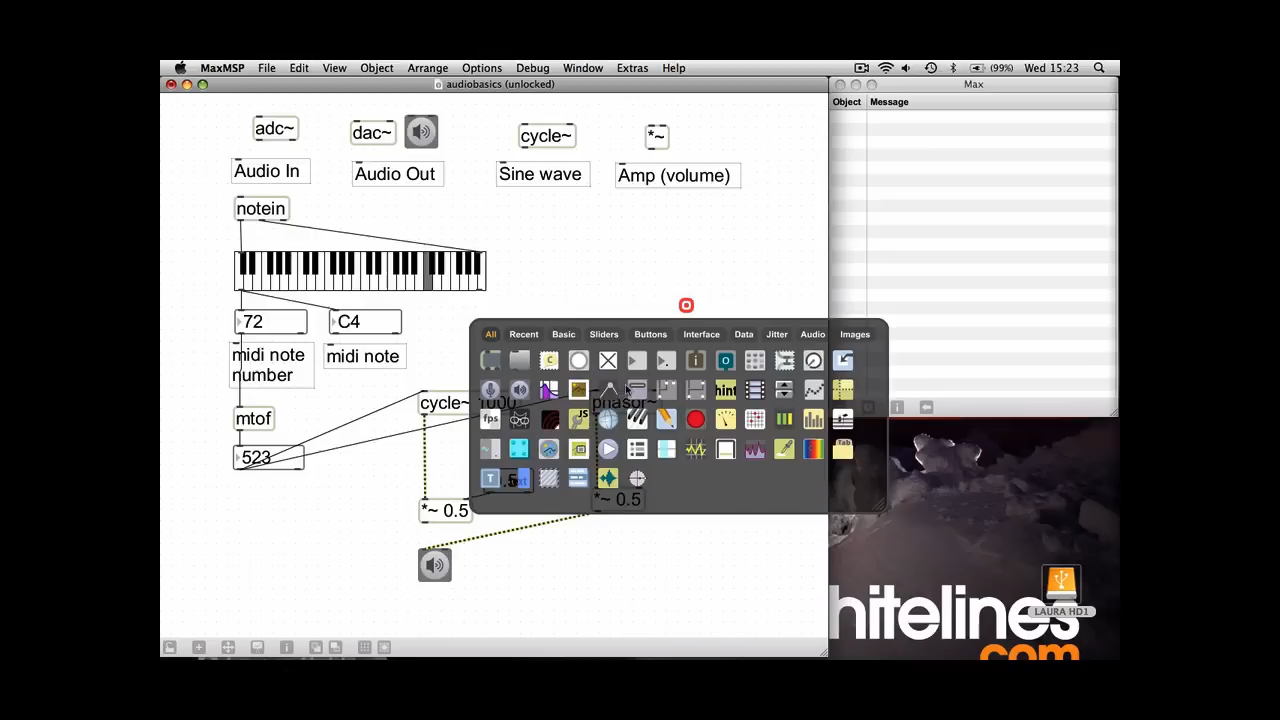 MaxMSP File Edit View Object Arrange Options Debug Window Extras Help
(99%) Wed 15:23
audiobasics (unlocked)
Max
Object Message
adc~
dac~
cycle~
*~
Audio In
Audio Out
Sine wave
Amp (volume)
notein
72
C4
midi note
number
midi note
All Recent Basic Sliders Buttons Interface Data Jitter Audio Images
hint
fps
JS
Tab
cycle~ 1000
phasor~
mtof
523
*~ 0.5
*~ 0.5
LAURA HD1
hitelines
com